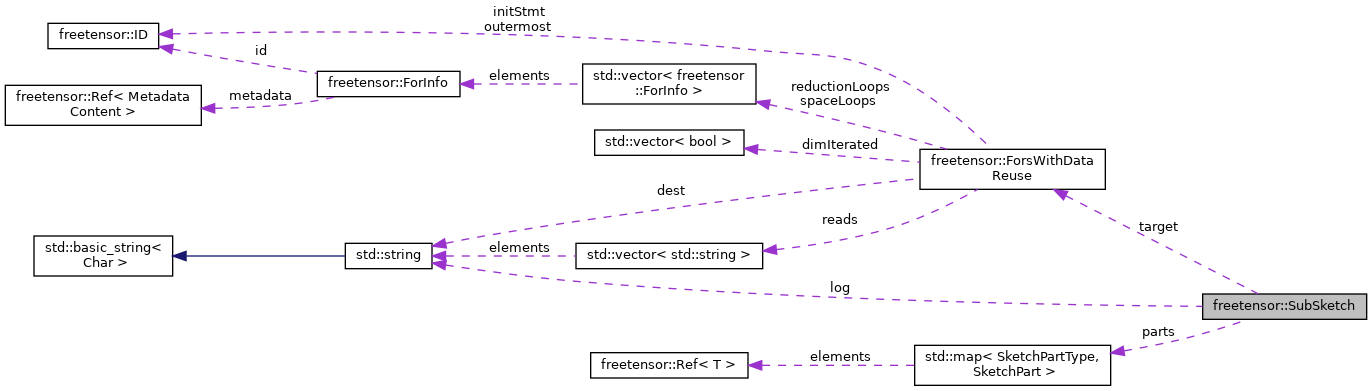 initStmt
outermost
freetensor::ID
id
freetensor::ForInfo
elements
std::vector< freetensor
::ForInfo >
reductionLoops
spaceLoops
freetensor::Ref< Metadata
Content >
metadata
std::vector< bool >
dimIterated
freetensor::ForsWithData
Reuse
dest
reads
target
std::basic_string<
Char >
std::string
elements
std::vector< std::string >
log
freetensor::SubSketch
parts
freetensor::Ref< T >
elements
std::map< SketchPartType,
SketchPart >